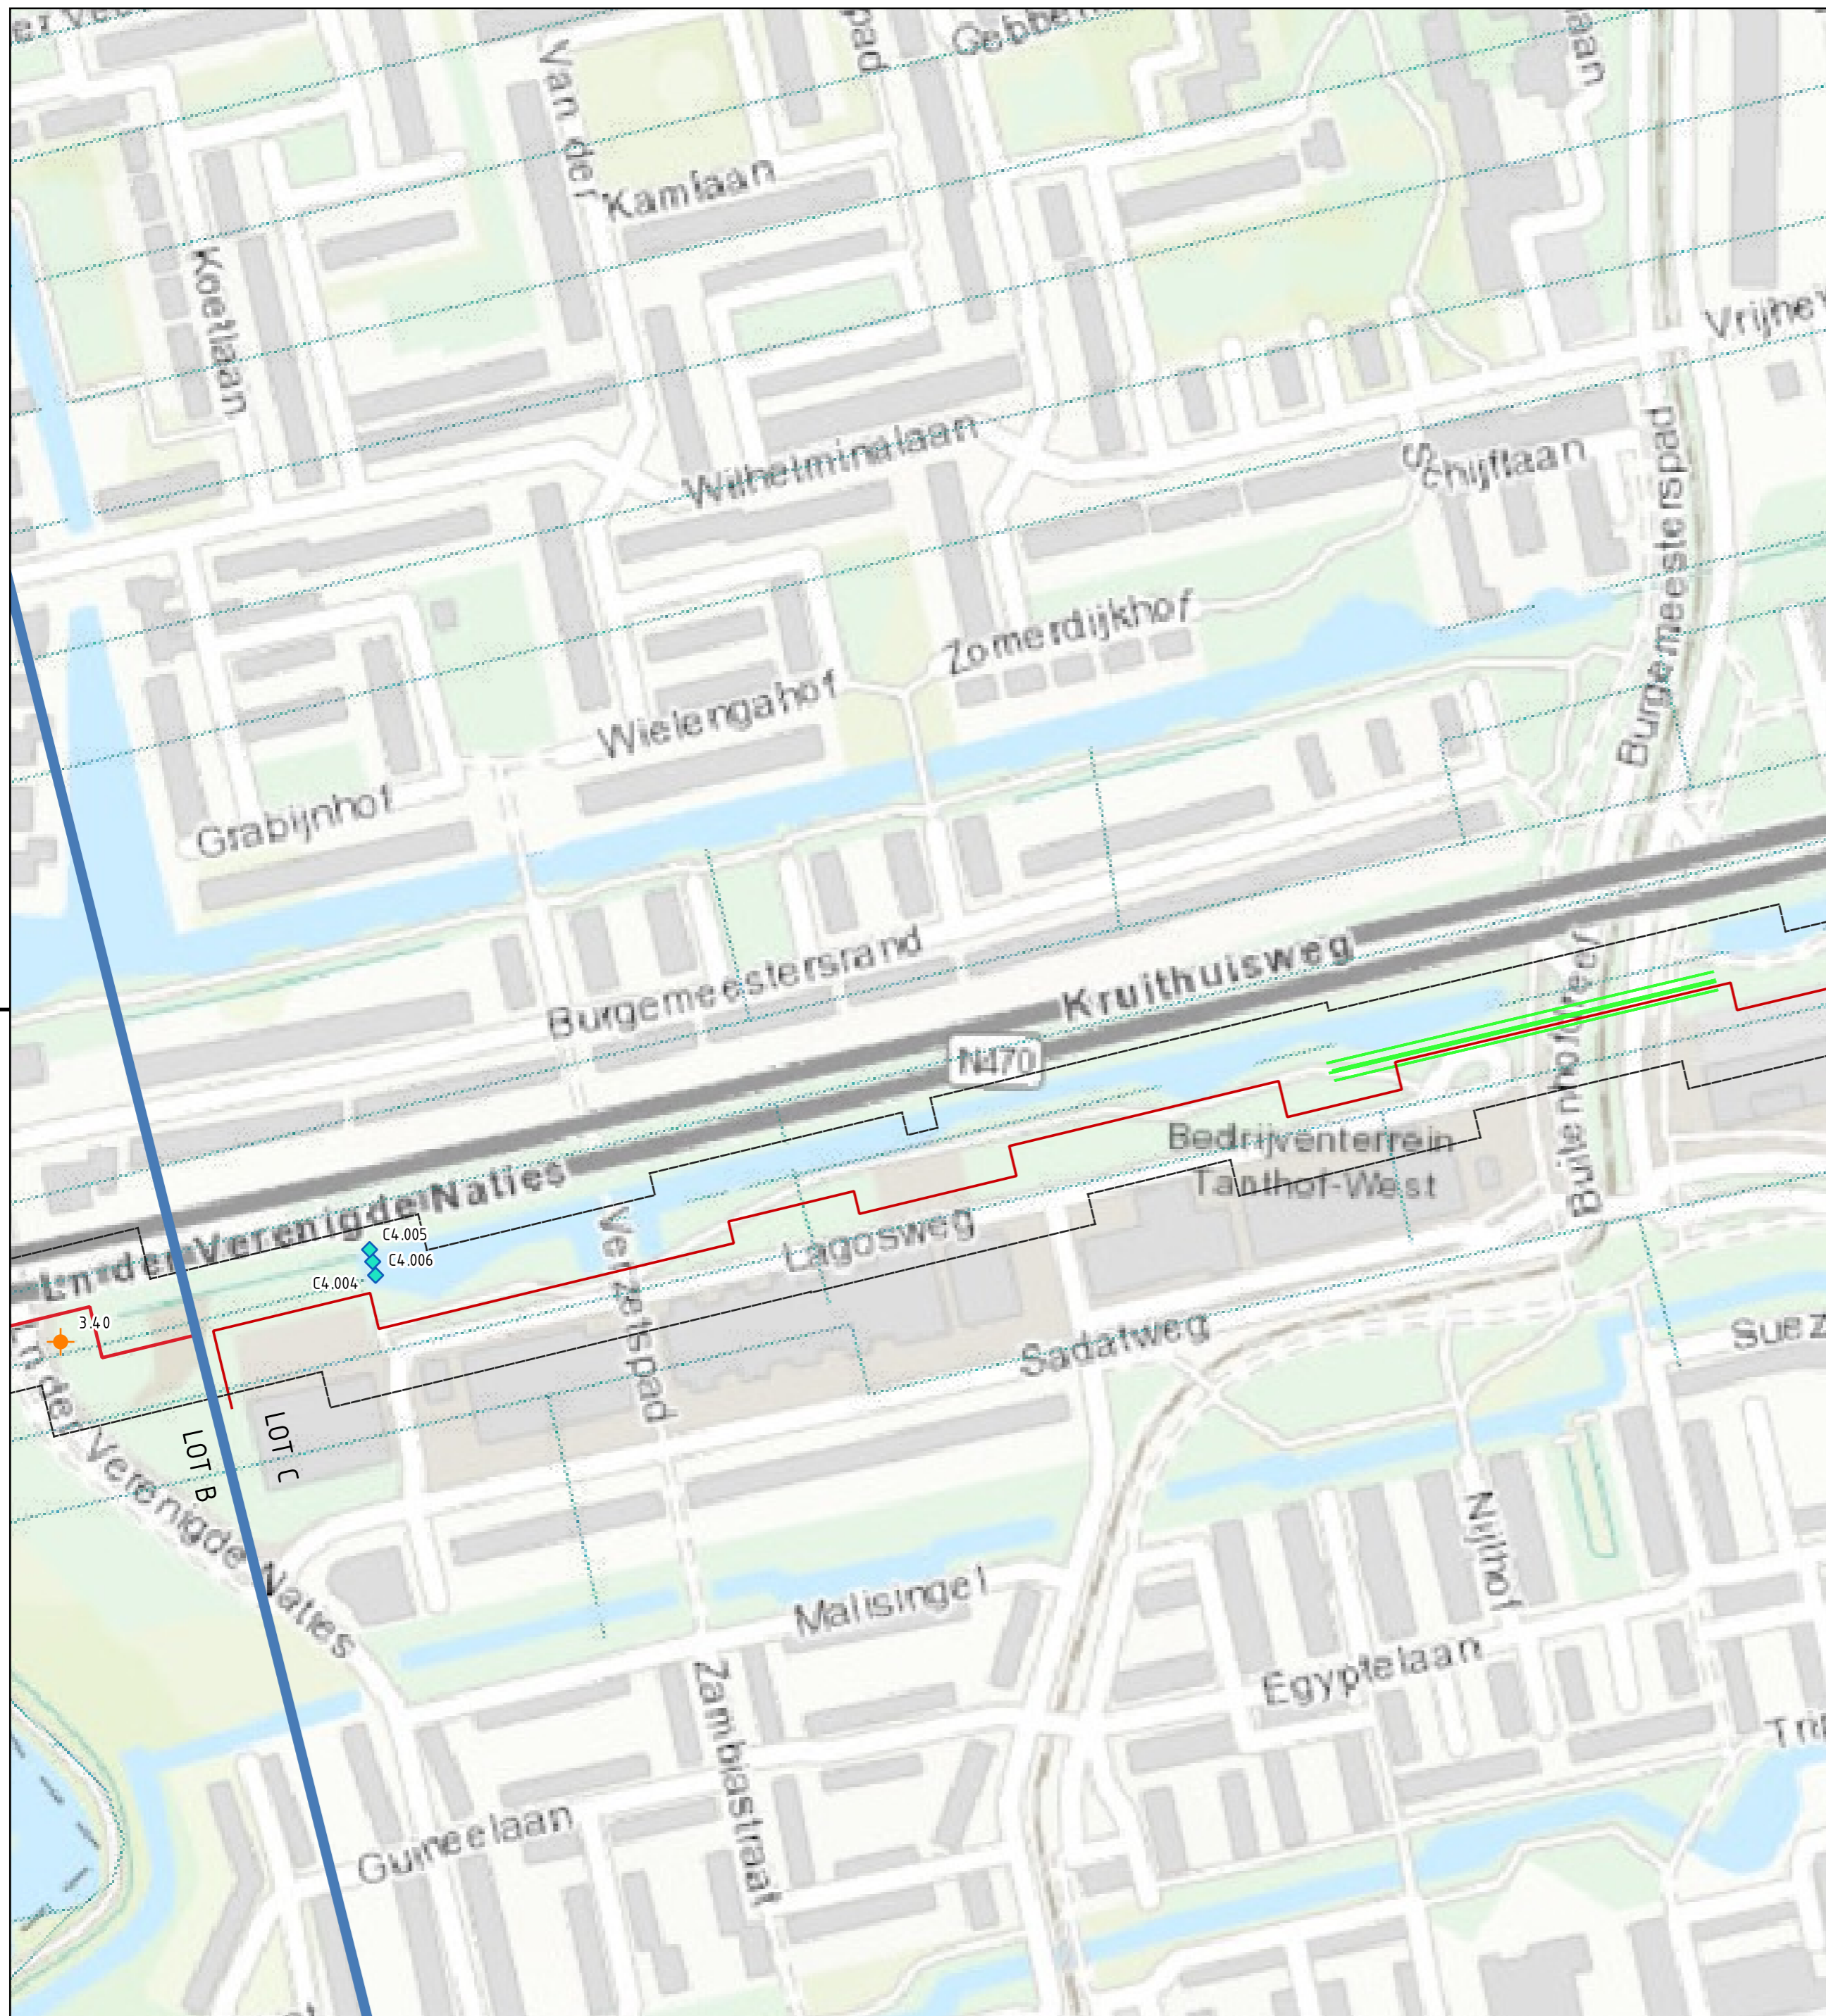 Gebbenl
Van der
Kamlaan
Koetlaan
Vrijhe
Wilhelminalaan
Schijflaan
Burgemeesterspad
Zomerdijkhof
Wielengahof
Grabijnhof
Burgemeestersrand
Kruithuisweg
N470
Buitenhofdreef
Bedrijventerrein
Tanthof-West
Ln der Verenigde Naties
C4.005
C4.006
C4.004
3.40
Verzetspad
Lagosweg
Sadatweg
Suez
LOT B
LOT C
Ln der Verenigde Naties
Nijlhof
Malisingel
Egyptelaan
Zambiastraat
Guineelaan